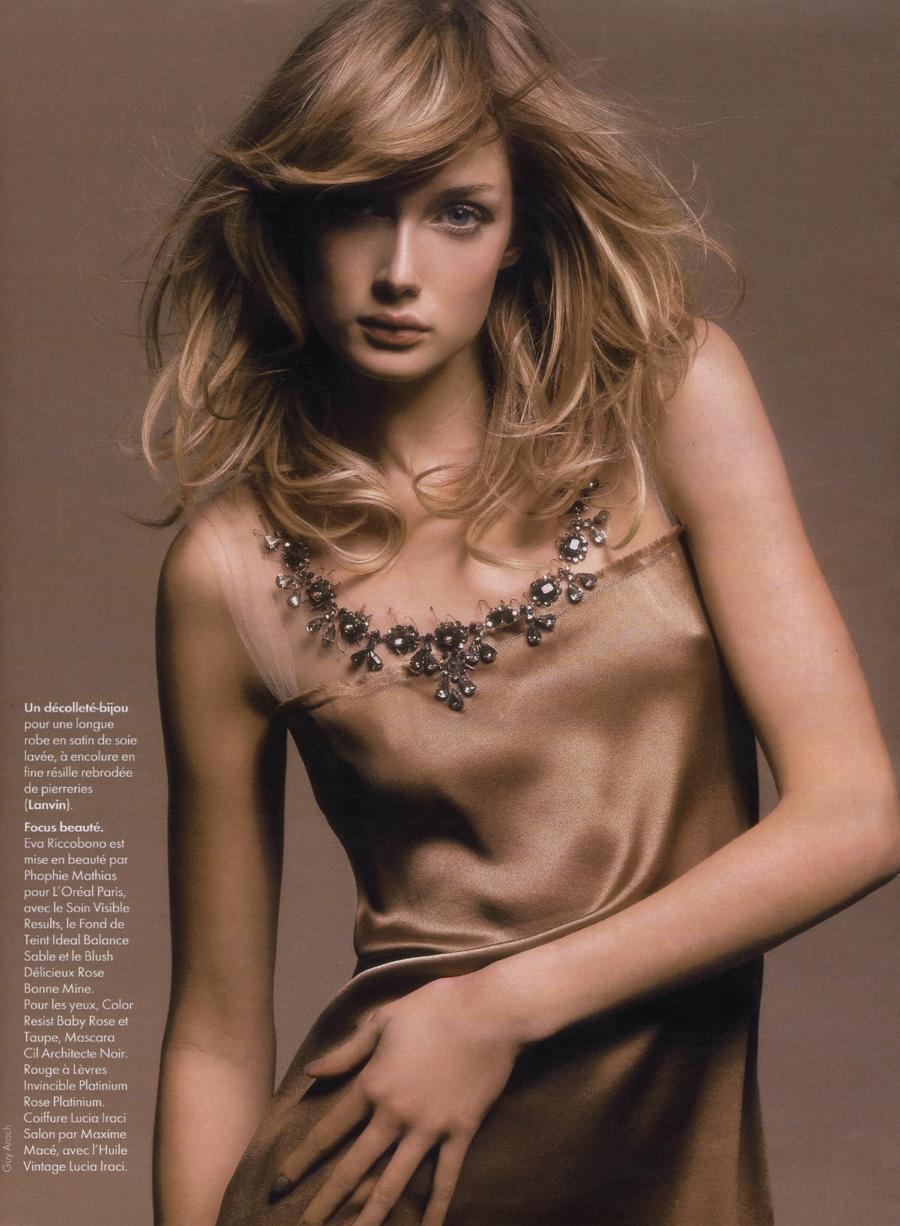 Un décolleté-bijou
pour une longue
robe en satin de soie
lavée, à encolure en
fine résille rebrodée
de pierreries
(Lanvin).
Focus beauté.
Eva Riccobono est
mise en beauté par
Phophie Mathias
pour L'Oréal Paris,
avec le Soin Visible
Results, le Fond de
Teint Ideal Balance
Sable et le Blush
Délicieux Rose
Bonne Mine.
Pour les yeux, Color
Resist Baby Rose et
Taupe, Mascara
Cil Architecte Noir.
Rouge à Lèvres
Invincible Platinium
Rose Platinium.
Coiffure Lucia Iraci
Salon par Maxime
Macé, avec l'Huile
Vintage Lucia Iraci.
Guy Aroch